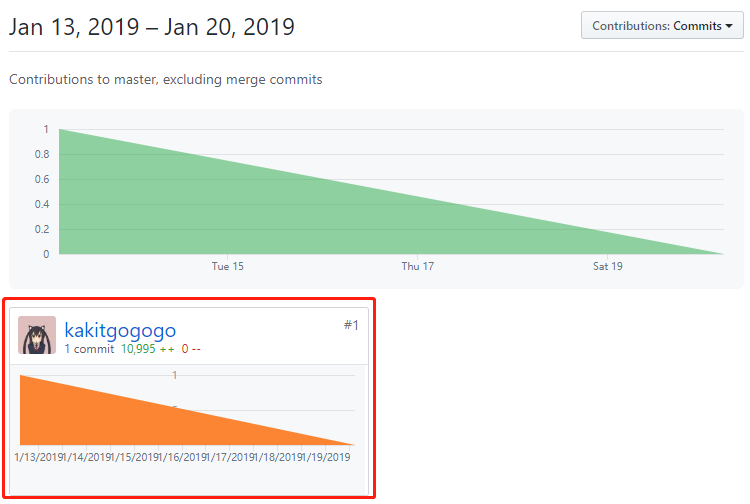 Jan 13, 2019 – Jan 20, 2019
Contributions: Commits
Contributions to master, excluding merge commits
1
0.8
0.6
0.4
0.2
0
Tue 15
Thu 17
Sat 19
kakitgogogo
#1
1 commit 10,995 ++ 0 --
1
1/13/2019 1/14/2019 1/15/2019 1/16/2019 1/17/2019 1/18/2019 1/19/2019